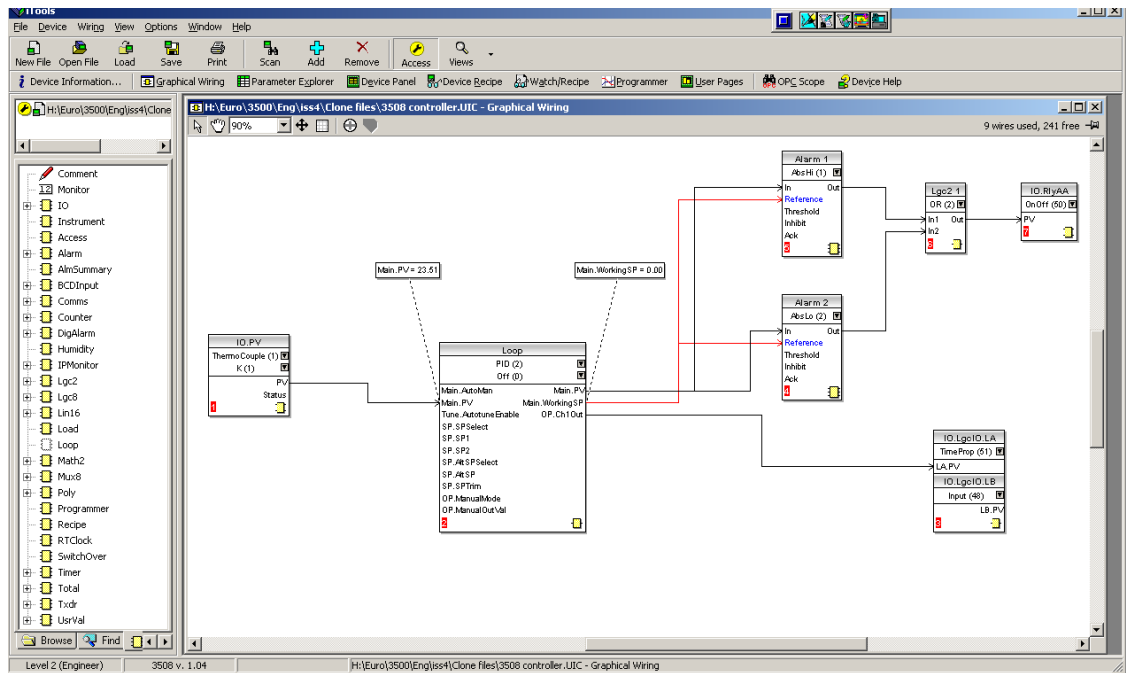 iTools
File Device Wiring View Options Window Help
New File Open File Load Save Print Scan Add Remove Access Views
Device Information... Graphical Wiring Parameter Explorer Device Panel Device Recipe Watch/Recipe Programmer User Pages OPC Scope Device Help
H:\Euro\3500\Eng\iss4\Clone
H:\Euro\3500\Eng\iss4\Clone files\3508 controller.UIC - Graphical Wiring
90%
9 wires used, 241 free
Comment
12 Monitor
IO
Instrument
Access
Alarm
AlmSummary
BCDInput
Comms
Counter
DigAlarm
Humidity
IPMonitor
Lgc2
Lgc8
Lin16
Load
Loop
Math2
Mux8
Poly
Programmer
Recipe
RTClock
SwitchOver
Timer
Total
Txdr
UsrVal
Browse Find
Main.PV = 23.51
Main.WorkingSP = 0.00
IO.PV
ThermoCouple (1)
K (1)
PV
Status
1
Loop
PID (2)
Off (0)
Main.AutoMan Main.PV
Main.PV Main.WorkingSP
Tune.AutotuneEnable OP.Ch1Out
SP.SPSelect
SP.SP1
SP.SP2
SP.AltSPSelect
SP.AltSP
SP.SPTrim
OP.ManualMode
OP.ManualOutVal
2
Alarm 1
AbsHi (1)
In Out
Reference
Threshold
Inhibit
Ack
5
Alarm 2
AbsLo (2)
In Out
Reference
Threshold
Inhibit
Ack
4
Lgc2 1
OR (2)
In1 Out
In2
6
IO.RlyAA
OnOff (50)
PV
7
IO.LgcIO.LA
TimeProp (51)
LA.PV
IO.LgcIO.LB
Input (48)
LB.PV
3
Level 2 (Engineer) 3508 v. 1.04 H:\Euro\3500\Eng\iss4\Clone files\3508 controller.UIC - Graphical Wiring